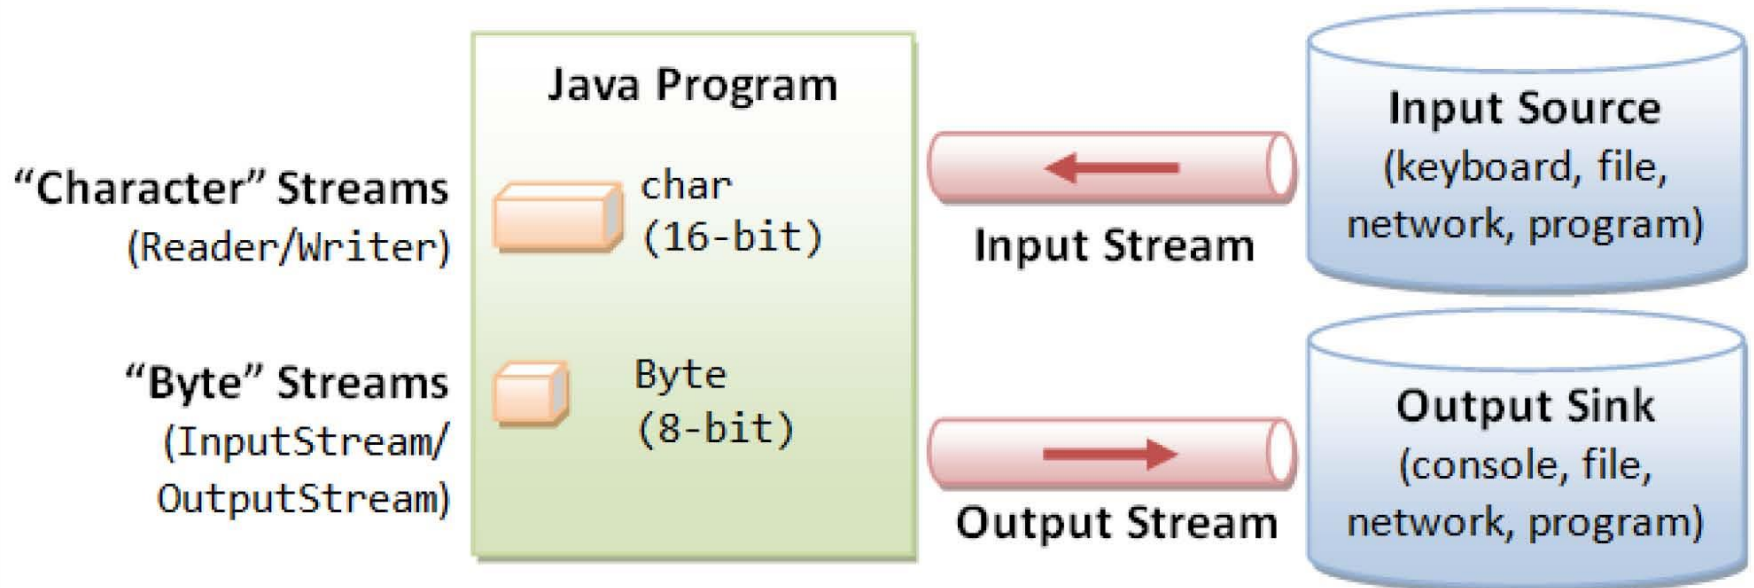 Java Program
“Character” Streams
(Reader/Writer)
char
(16-bit)
“Byte” Streams
(InputStream/
OutputStream)
Byte
(8-bit)
Input Stream
Output Stream
Input Source
(keyboard, file,
network, program)
Output Sink
(console, file,
network, program)